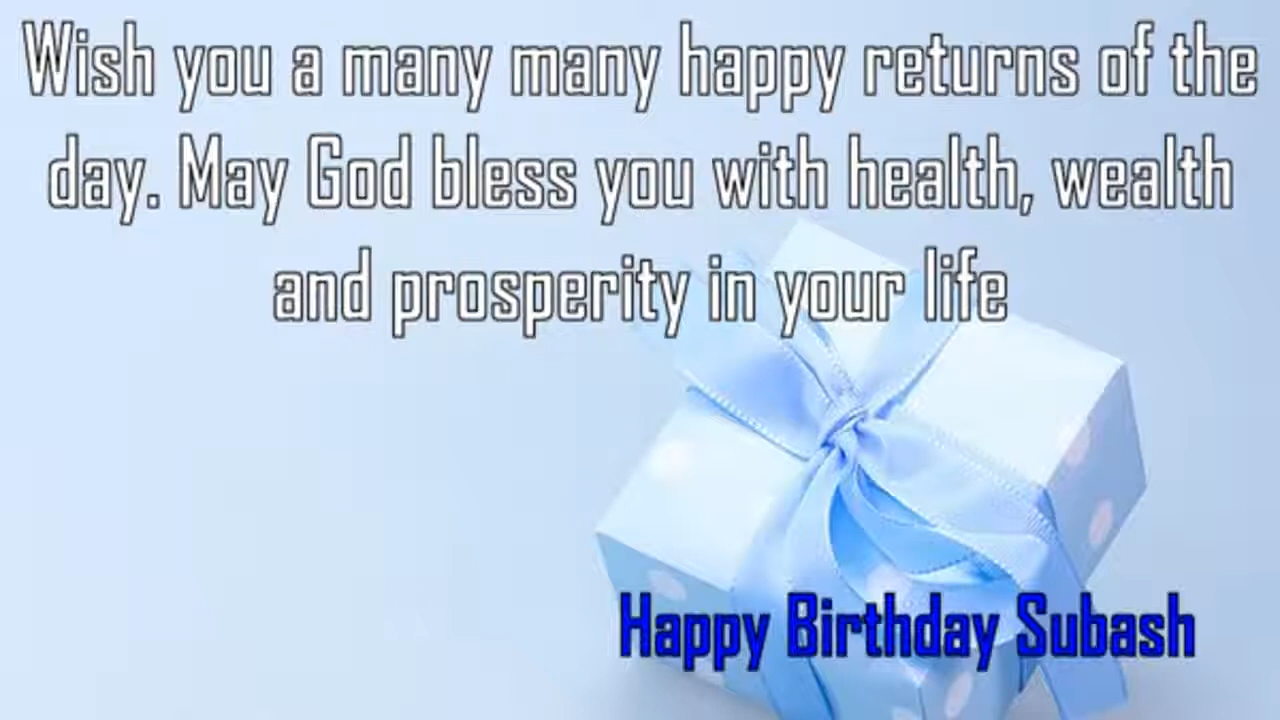 Wish you a many many happy returns of the
day. May God bless you with health, wealth
and prosperity in your life
Happy Birthday Subash